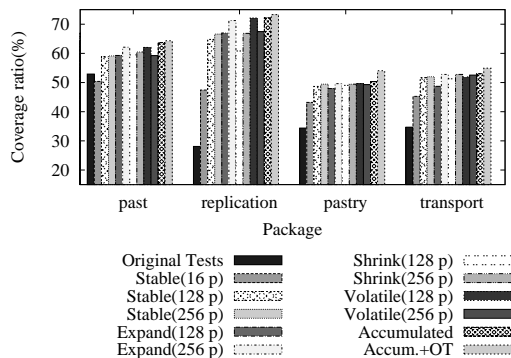 70
60
50
40
30
20
Coverage ratio(%)
past
replication
pastry
transport
Package
Original Tests
Stable(16 p)
Stable(128 p)
Stable(256 p)
Expand(128 p)
Expand(256 p)
Shrink(128 p)
Shrink(256 p)
Volatile(128 p)
Volatile(256 p)
Accumulated
Accum.+OT